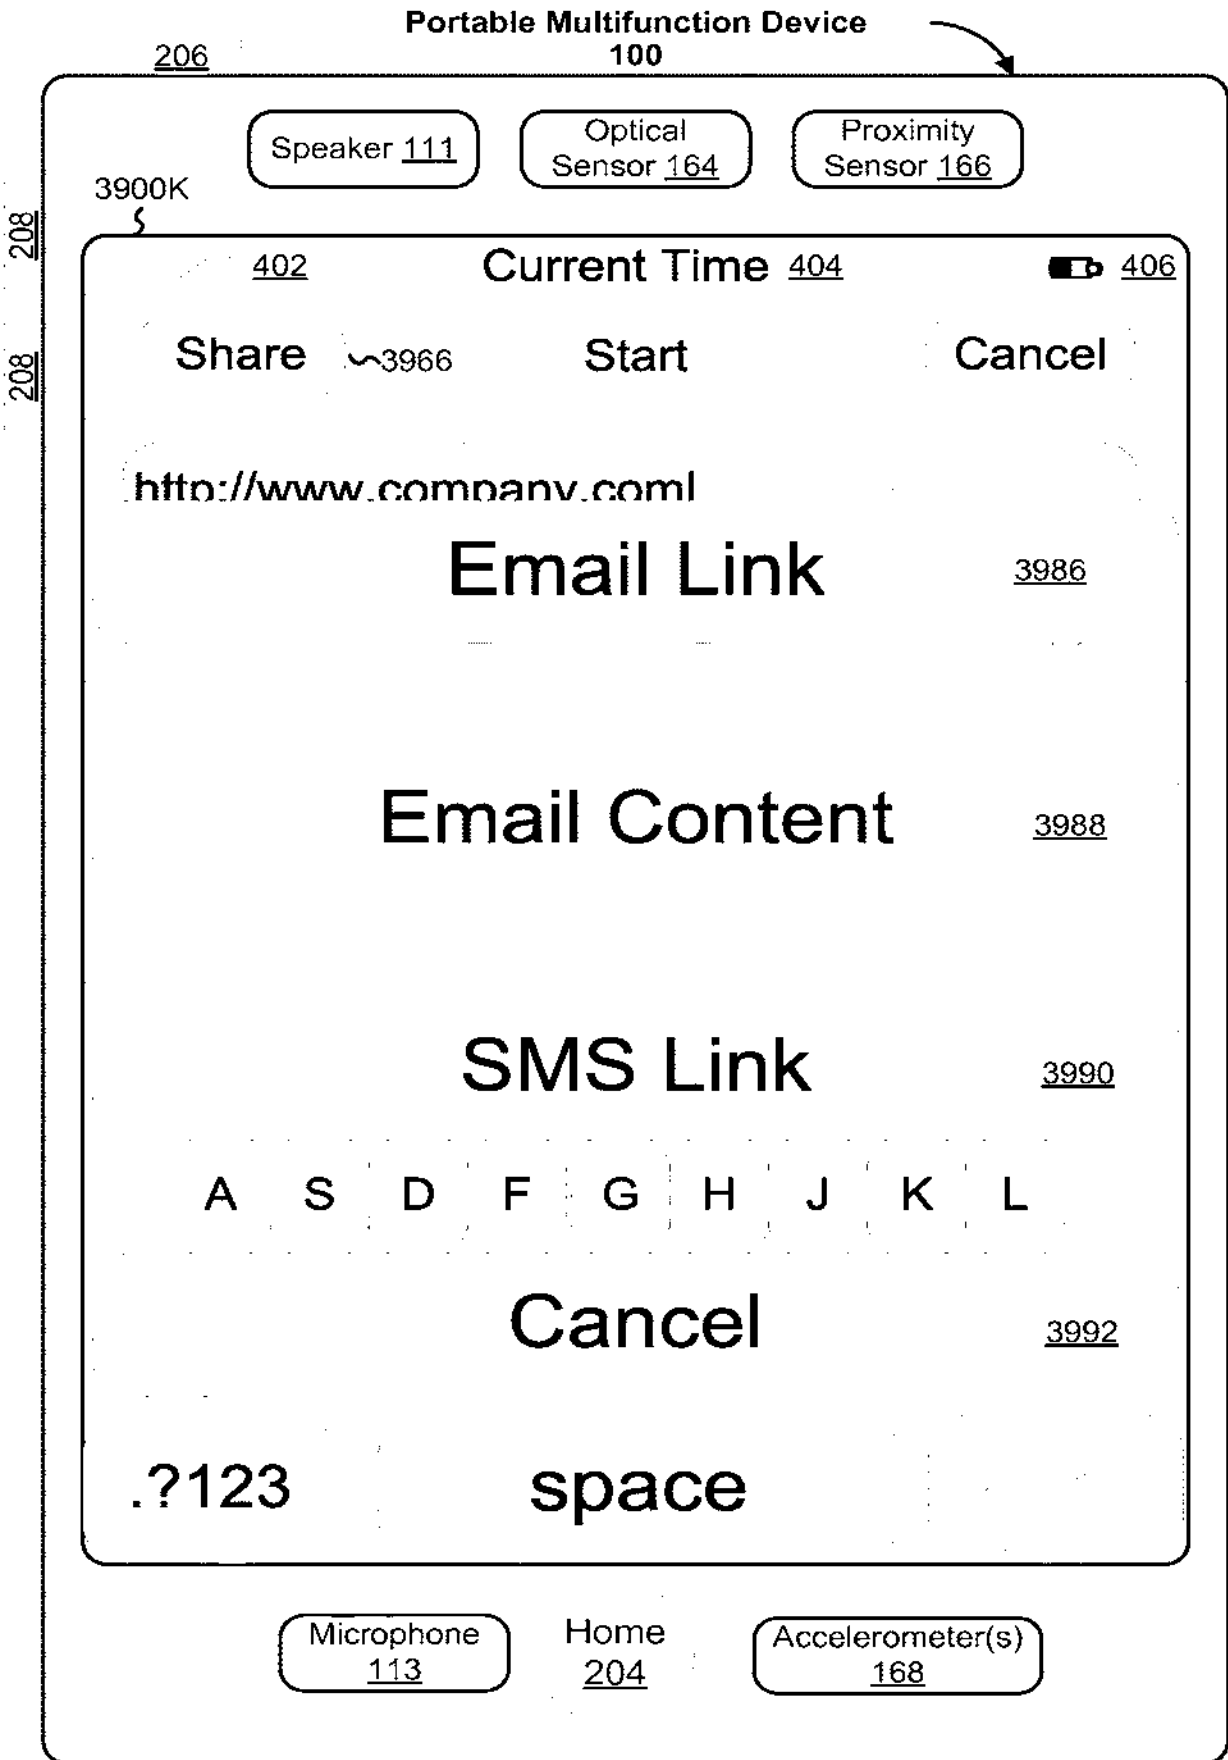 Portable Multifunction Device
100
206
Speaker 111
Optical
Sensor 164
Proximity
Sensor 166
3900K
208
208
402
Current Time 404
406
Share
3966
Start
Cancel
http://www.company.com|
Email Link
3986
Email Content
3988
SMS Link
3990
A S D F G H J K L
Cancel
3992
.?123
space
Microphone
113
Home
204
Accelerometer(s)
168